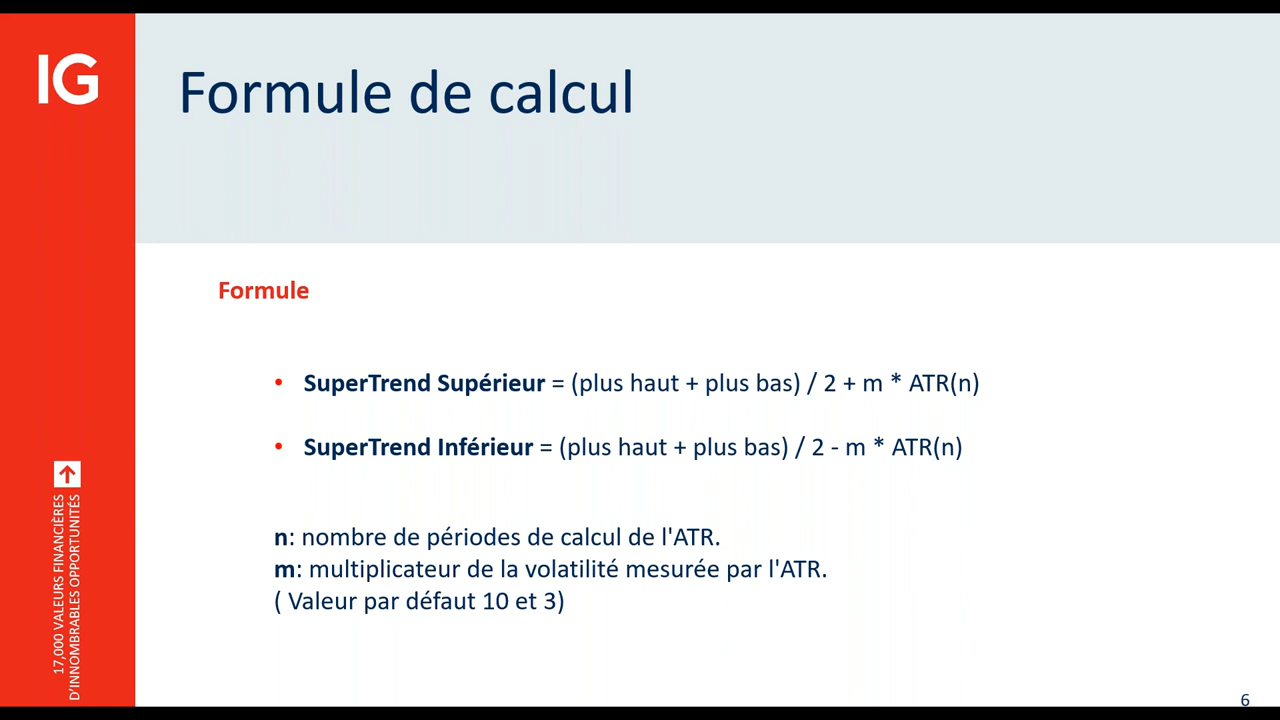 IG
Formule de calcul
Formule
• SuperTrend Supérieur = (plus haut + plus bas) / 2 + m * ATR(n)
• SuperTrend Inférieur = (plus haut + plus bas) / 2 - m * ATR(n)
n: nombre de périodes de calcul de l'ATR.
m: multiplicateur de la volatilité mesurée par l'ATR.
( Valeur par défaut 10 et 3)
17,000 VALEURS FINANCIÈRES
D'INNOMBRABLES OPPORTUNITÉS
6